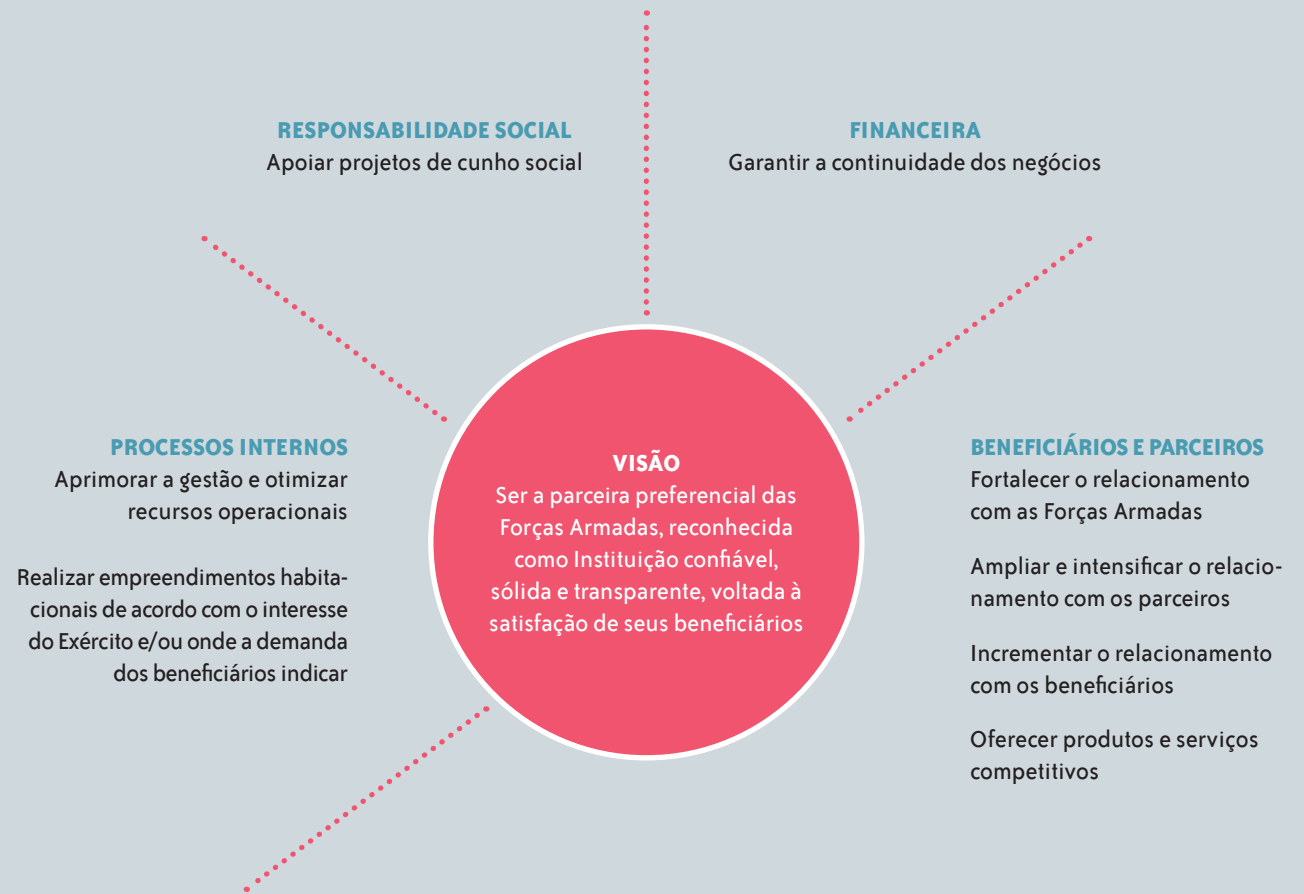 RESPONSABILIDADE SOCIAL
Apoiar projetos de cunho social
FINANCEIRA
Garantir a continuidade dos negócios
PROCESSOS INTERNOS
Aprimorar a gestão e otimizar
recursos operacionais
Realizar empreendimentos habita-
cionais de acordo com o interesse
do Exército e/ou onde a demanda
dos beneficiários indicar
VISÃO
Ser a parceira preferencial das
Forças Armadas, reconhecida
como Instituição confiável,
sólida e transparente, voltada à
satisfação de seus beneficiários
BENEFICIÁRIOS E PARCEIROS
Fortalecer o relacionamento
com as Forças Armadas
Ampliar e intensificar o relacio-
namento com os parceiros
Incrementar o relacionamento
com os beneficiários
Oferecer produtos e serviços
competitivos